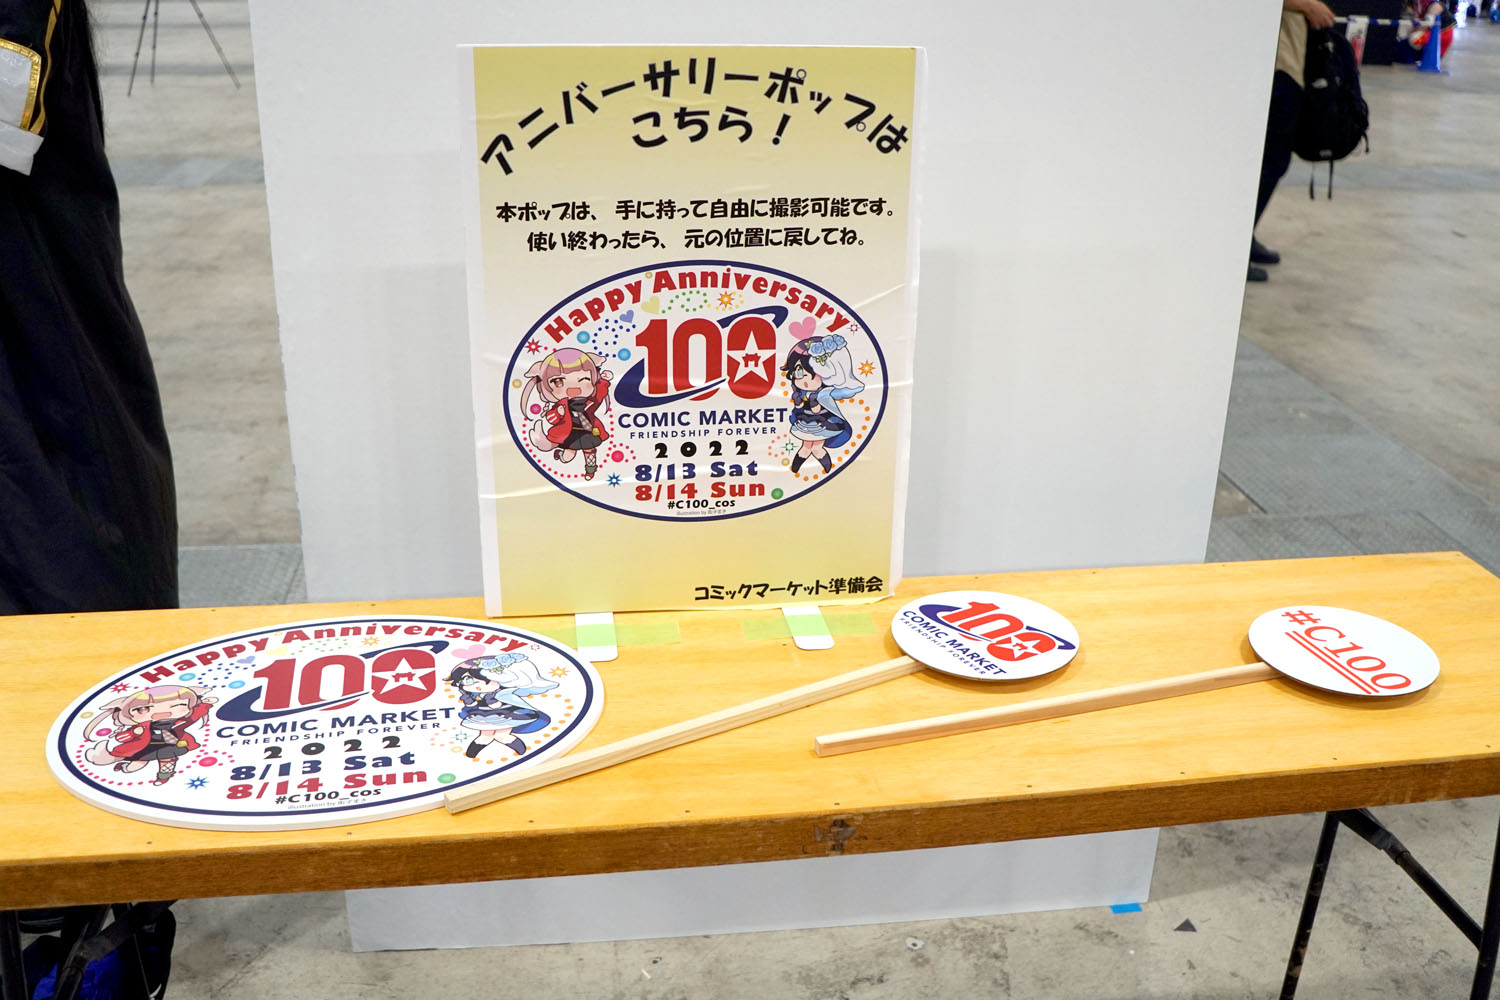 アニバーサリーポップは
こちら！
本ポップは、手に持って自由に撮影可能です。
使い終わったら、元の位置に戻してね。
Happy Anniversary
100
COMIC MARKET
FRIENDSHIP FOREVER
2022
8/13 Sat
8/14 Sun
#C100_cos
コミックマーケット準備会
Happy Anniversary
100
COMIC MARKET
FRIENDSHIP FOREVER
2022
8/13 Sat
8/14 Sun
#C100_cos
100
COMIC MARKET
FRIENDSHIP FOREVER
#C100